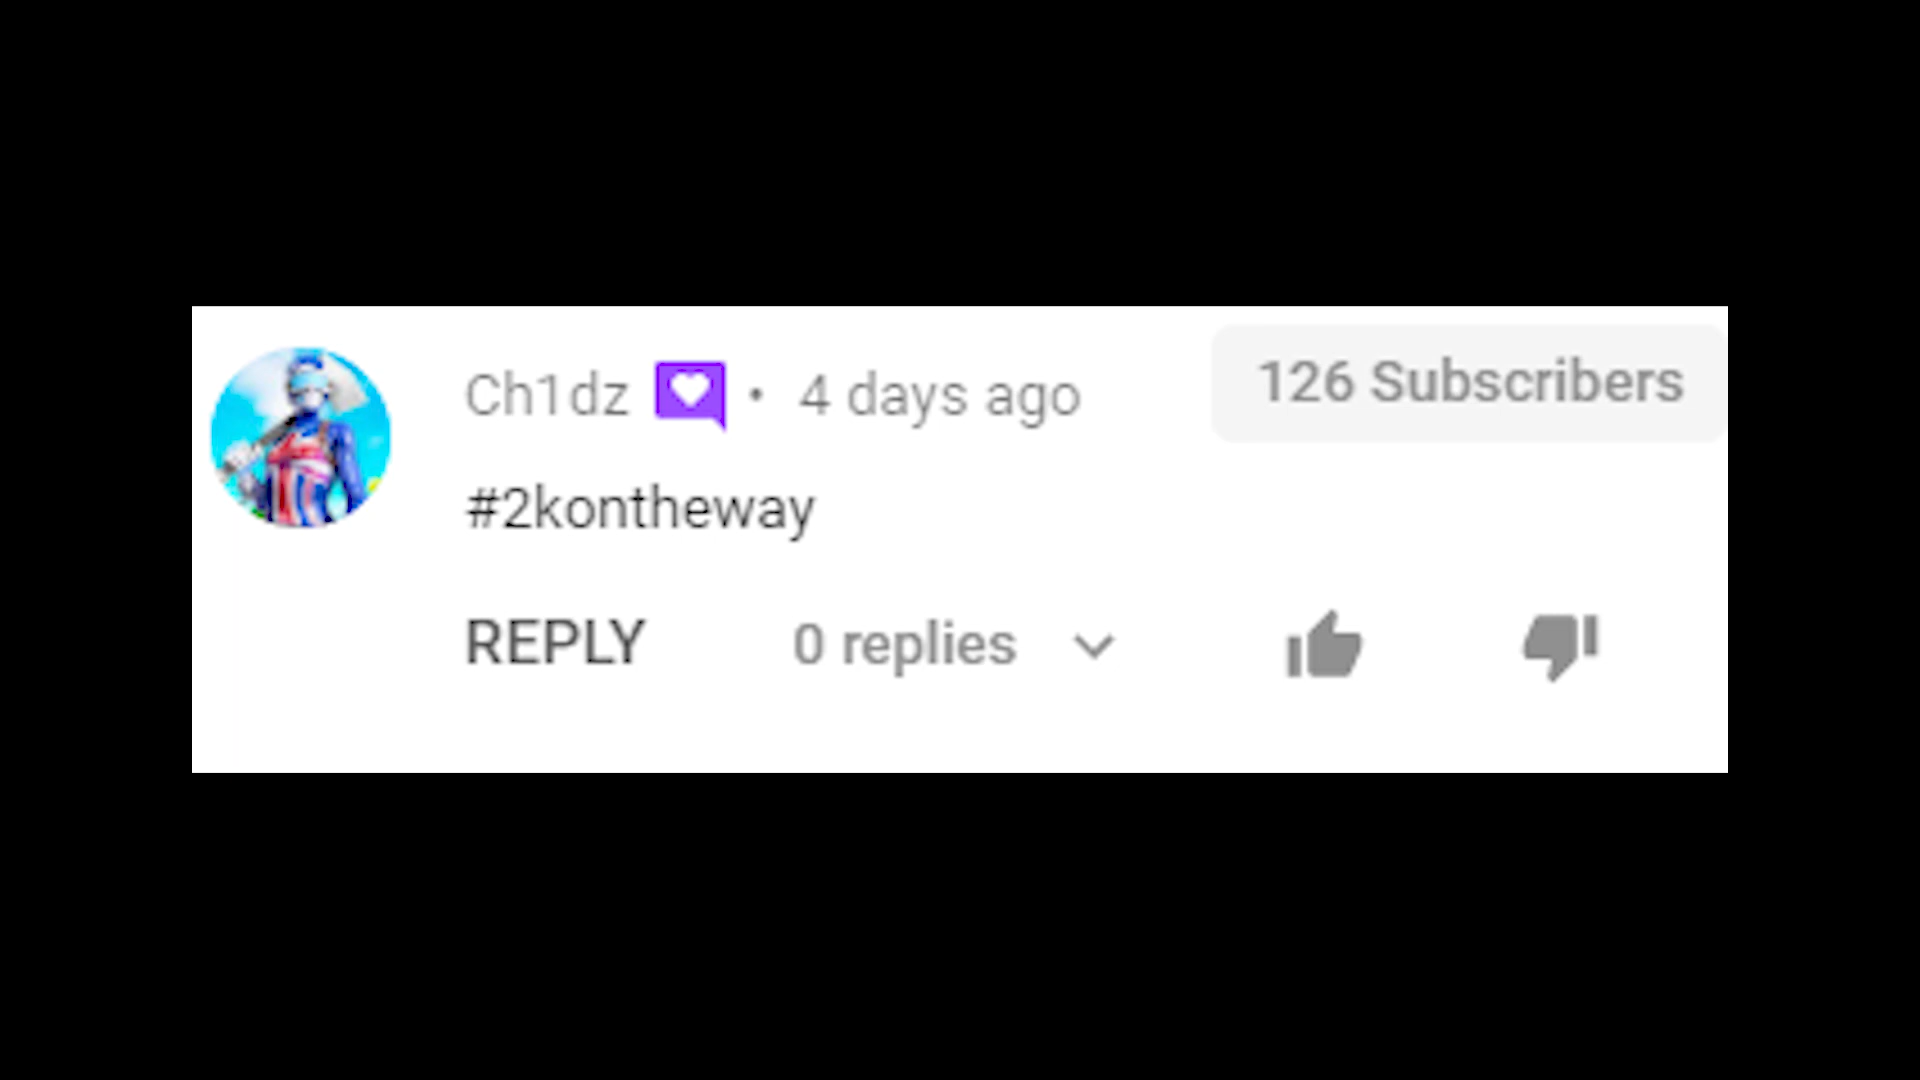 Ch1dz • 4 days ago
126 Subscribers
#2kontheway
REPLY 0 replies